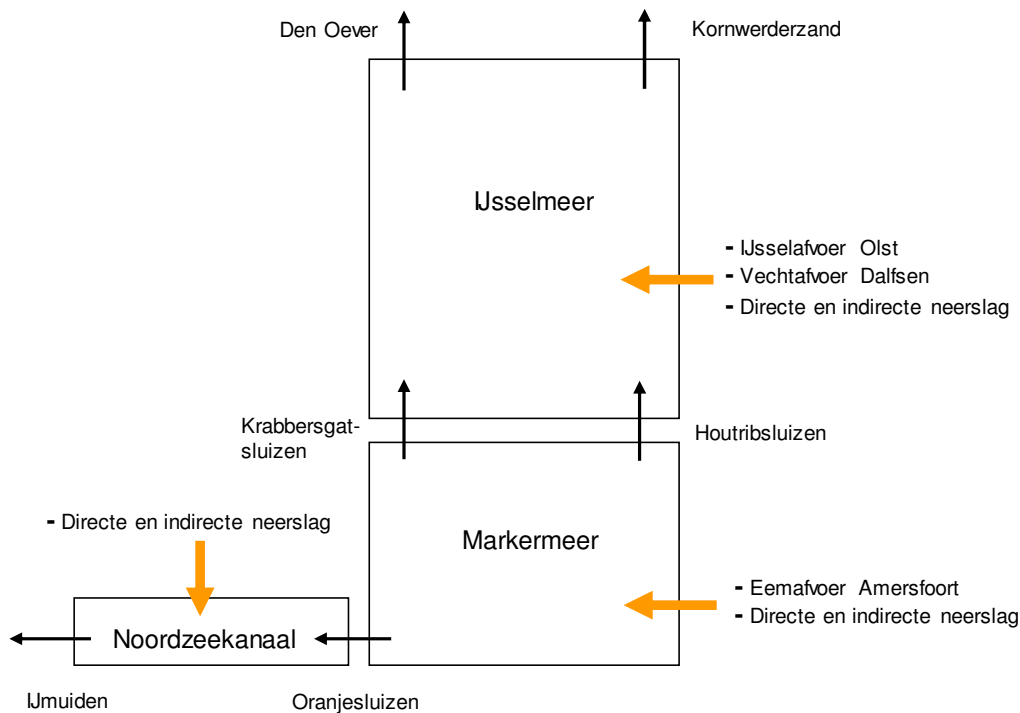 Den Oever
Kornwerderzand
IJsselmeer
- IJsselafvoer Olst
- Vechtafvoer Dalfsen
- Directe en indirecte neerslag
Krabbersgat-
sluizen
Houtribsluizen
- Directe en indirecte neerslag
Markermeer
- Eemafvoer Amersfoort
- Directe en indirecte neerslag
Noordzeekanaal
IJmuiden
Oranjesluizen